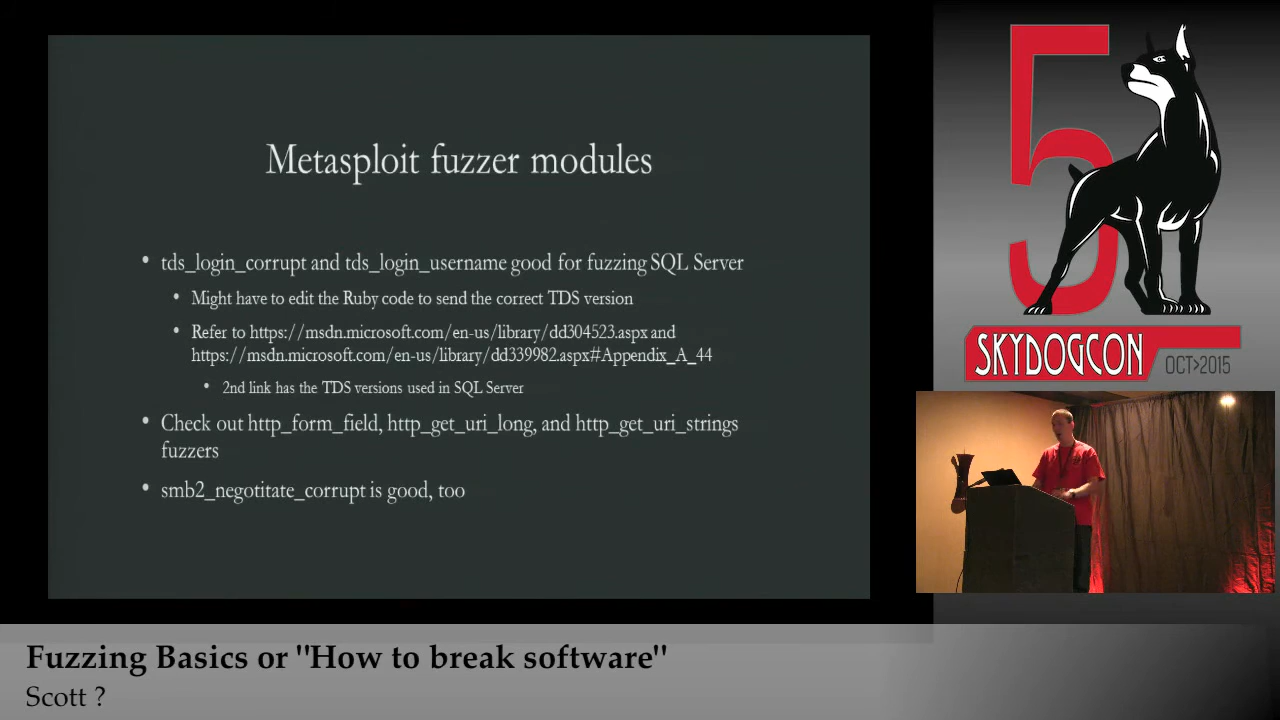 Metasploit fuzzer modules
• tds_login_corrupt and tds_login_username good for fuzzing SQL Server
• Might have to edit the Ruby code to send the correct TDS version
• Refer to https://msdn.microsoft.com/en-us/library/dd304523.aspx and
https://msdn.microsoft.com/en-us/library/dd339982.aspx#Appendix_A_44
• 2nd link has the TDS versions used in SQL Server
• Check out http_form_field, http_get_uri_long, and http_get_uri_strings
fuzzers
• smb2_negotitate_corrupt is good, too
5
SKYDOGCON
OCT>2015
Fuzzing Basics or "How to break software"
Scott ?